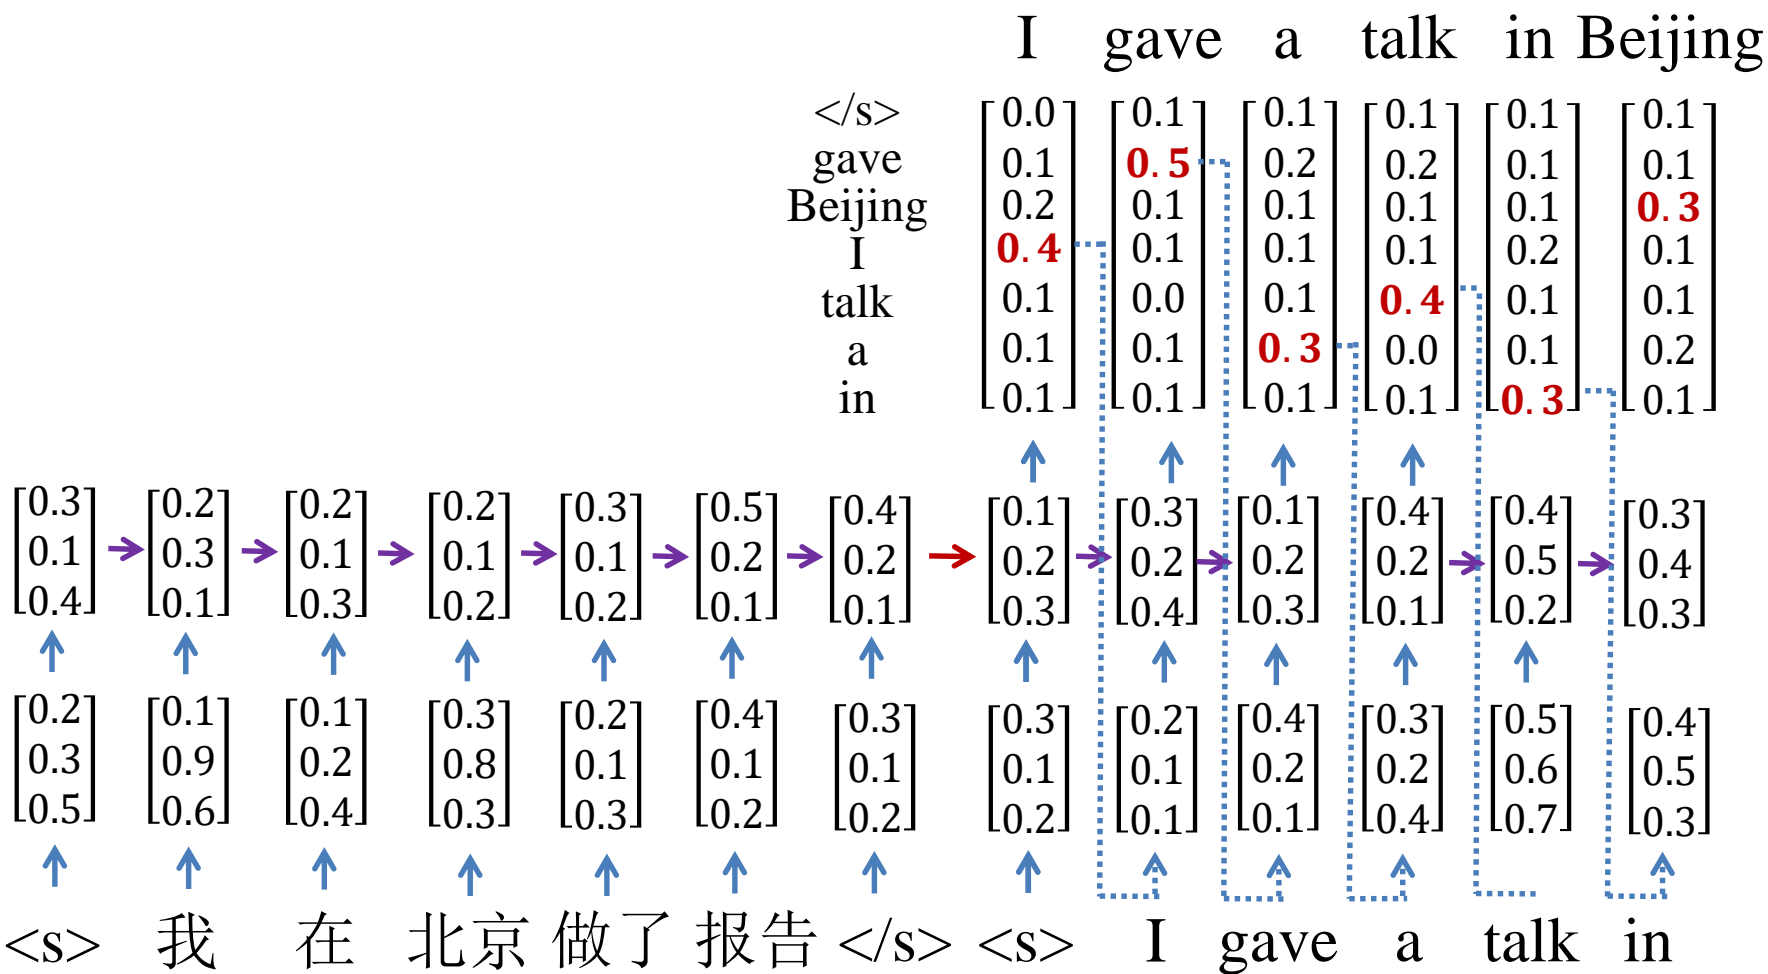 I gave a talk in Beijing
</s> 0.0 0.1 0.1 0.1 0.1 0.1
gave 0.1 0.5 0.2 0.2 0.1 0.1
Beijing 0.2 0.1 0.1 0.1 0.1 0.3
I 0.4 0.1 0.1 0.1 0.2 0.1
talk 0.1 0.0 0.1 0.4 0.1 0.1
a 0.1 0.1 0.3 0.0 0.1 0.2
in 0.1 0.1 0.1 0.1 0.3 0.1
0.3 0.2 0.2 0.2 0.3 0.5 0.4 0.1 0.3 0.1 0.4 0.4 0.3
0.1 0.3 0.1 0.1 0.1 0.2 0.2 0.2 0.2 0.2 0.2 0.5 0.4
0.4 0.1 0.3 0.2 0.2 0.1 0.1 0.3 0.4 0.3 0.1 0.2 0.3
0.2 0.1 0.1 0.3 0.2 0.4 0.3 0.3 0.2 0.4 0.3 0.5 0.4
0.3 0.9 0.2 0.8 0.1 0.1 0.1 0.1 0.1 0.2 0.2 0.6 0.5
0.5 0.6 0.4 0.3 0.3 0.2 0.2 0.2 0.1 0.1 0.4 0.7 0.3
<s> 我 在 北京 做了 报告 </s> <s> I gave a talk in